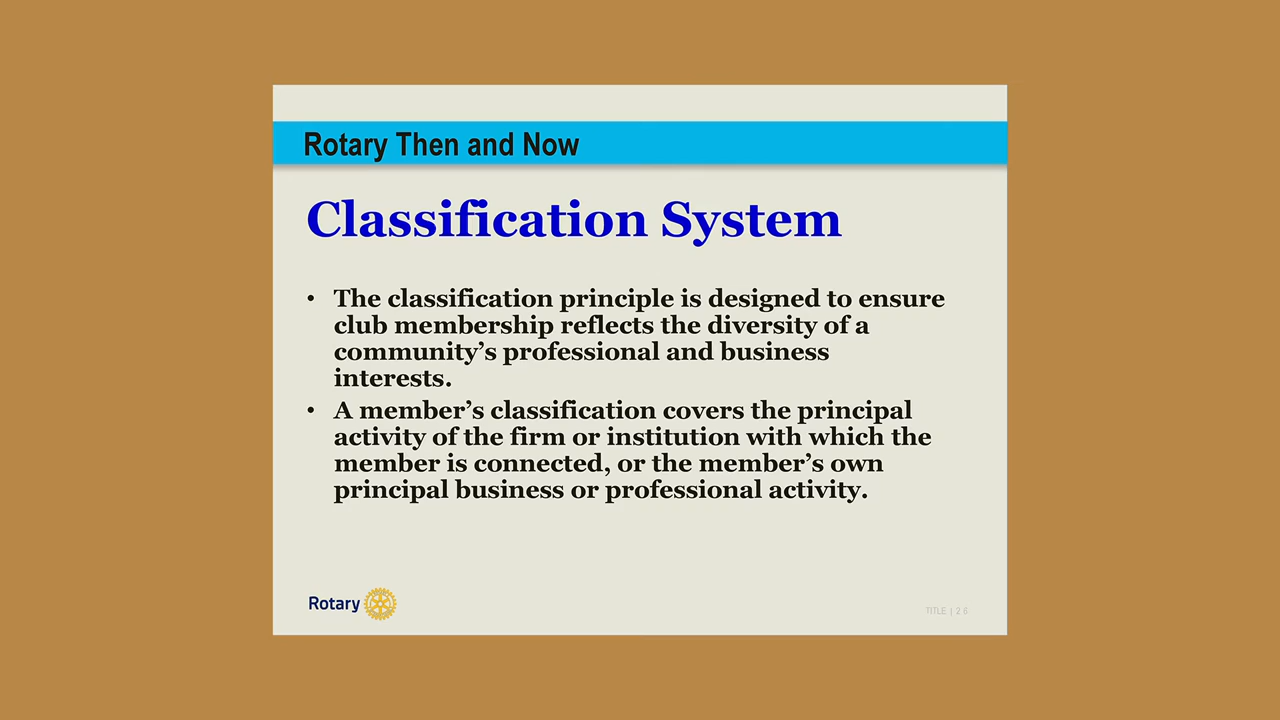 Rotary Then and Now
Classification System
• The classification principle is designed to ensure
club membership reflects the diversity of a
community's professional and business
interests.
• A member's classification covers the principal
activity of the firm or institution with which the
member is connected, or the member's own
principal business or professional activity.
Rotary
TITLE | 26